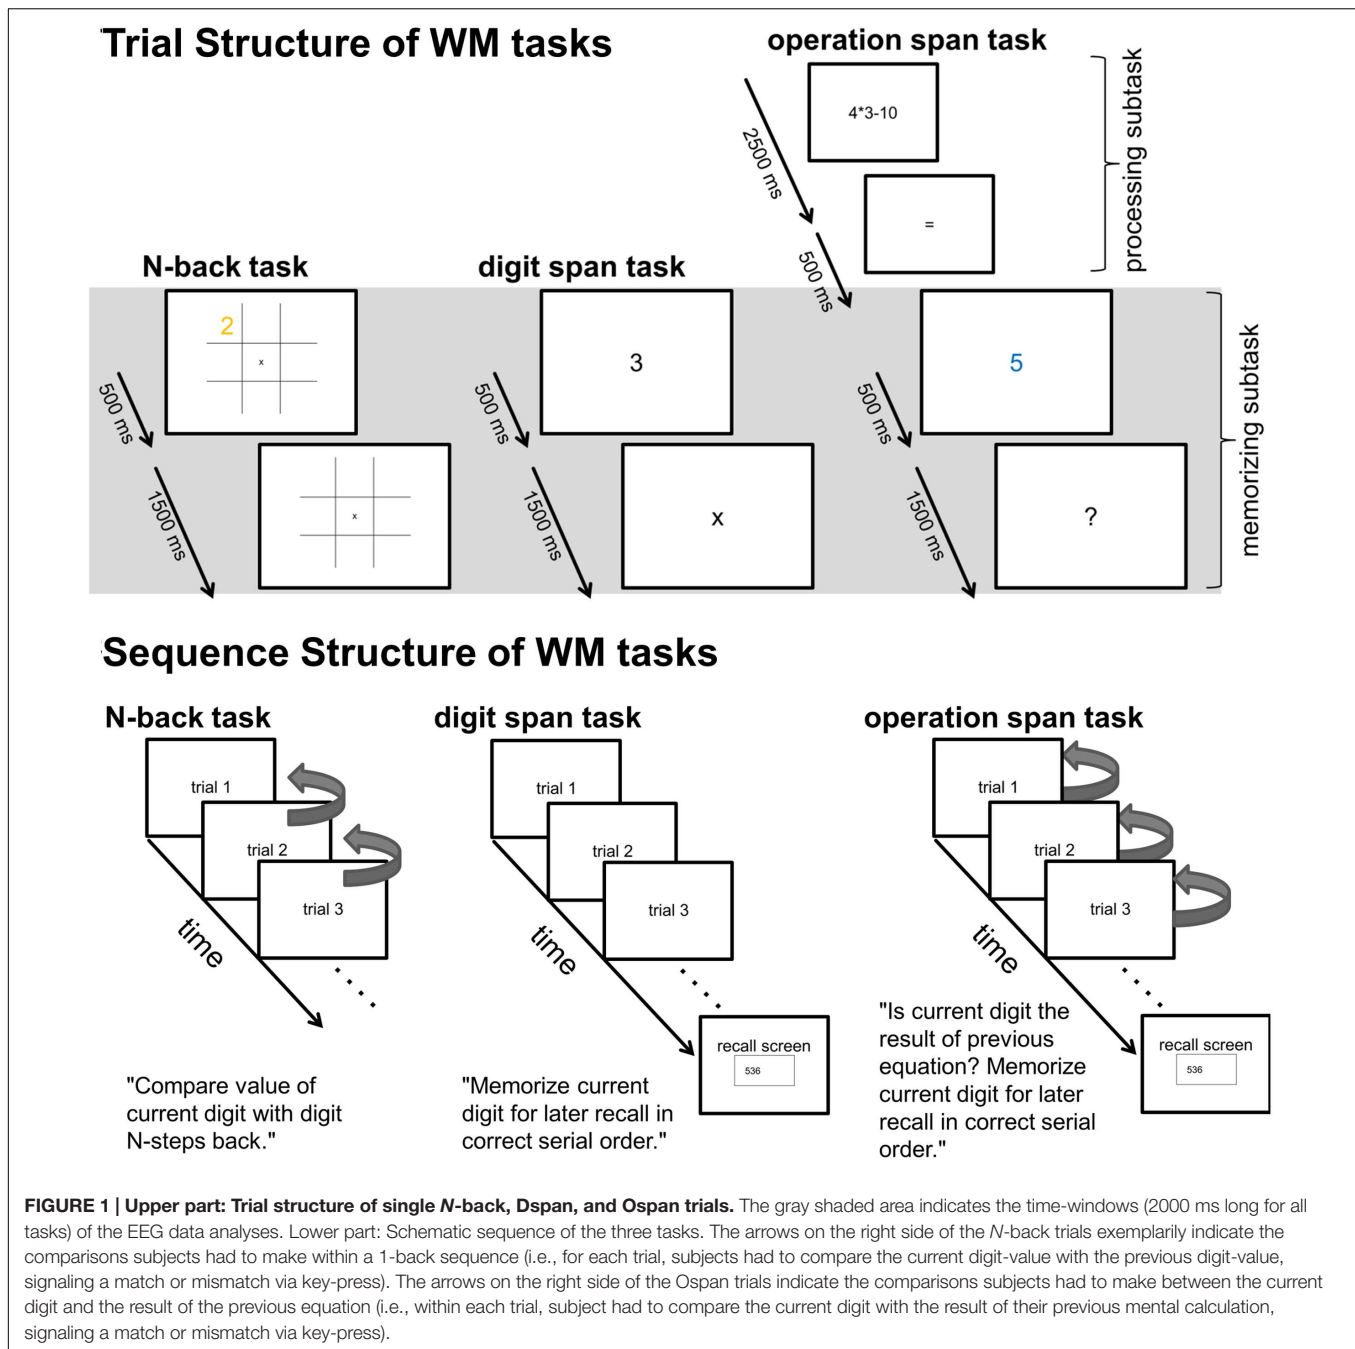 Trial Structure of WM tasks
operation span task
4*3-10
2500 ms
=
500 ms
processing subtask
N-back task
digit span task
2
x
3
5
500 ms
500 ms
500 ms
x
x
?
1500 ms
1500 ms
1500 ms
memorizing subtask
Sequence Structure of WM tasks
N-back task
trial 1
trial 2
trial 3
time
"Compare value of
current digit with digit
N-steps back."
digit span task
trial 1
trial 2
trial 3
time
recall screen
536
"Memorize current
digit for later recall in
correct serial order."
operation span task
trial 1
trial 2
trial 3
time
recall screen
536
"Is current digit the
result of previous
equation? Memorize
current digit for later
recall in correct serial
order."
FIGURE 1 | Upper part: Trial structure of single N-back, Dspan, and Ospan trials. The gray shaded area indicates the time-windows (2000 ms long for all
tasks) of the EEG data analyses. Lower part: Schematic sequence of the three tasks. The arrows on the right side of the N-back trials exemplarily indicate the
comparisons subjects had to make within a 1-back sequence (i.e., for each trial, subjects had to compare the current digit-value with the previous digit-value,
signaling a match or mismatch via key-press). The arrows on the right side of the Ospan trials indicate the comparisons subjects had to make between the current
digit and the result of the previous equation (i.e., within each trial, subject had to compare the current digit with the result of their previous mental calculation,
signaling a match or mismatch via key-press).